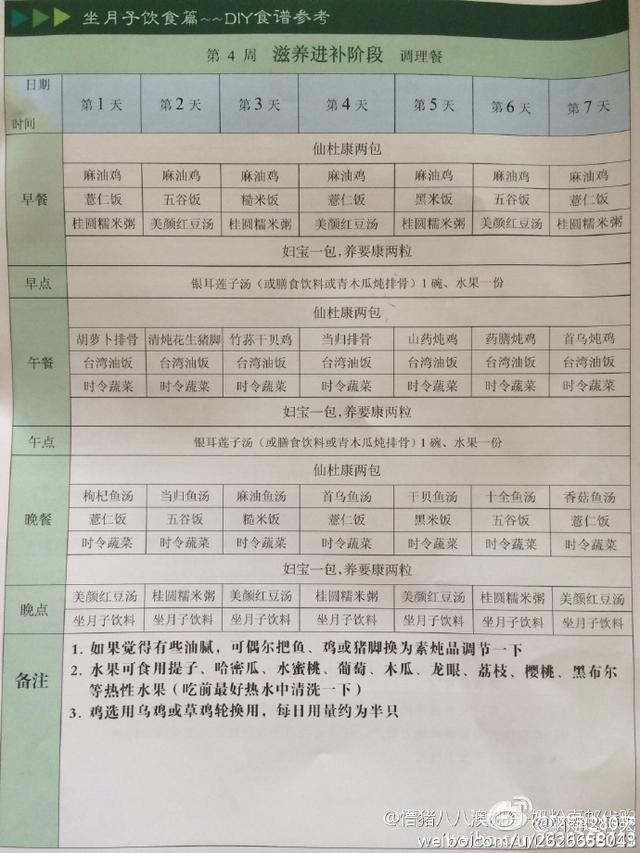 坐月子饮食篇~~DIY食谱参考
第4周 滋养进补阶段 调理餐
日期 时间 第1天 第2天 第3天 第4天 第5天 第6天 第7天
早餐
仙杜康两包
麻油鸡 麻油鸡 麻油鸡 麻油鸡 麻油鸡 麻油鸡 麻油鸡
薏仁饭 五谷饭 糙米饭 薏仁饭 黑米饭 五谷饭 薏仁饭
桂圆糯米粥 美颜红豆汤 桂圆糯米粥 美颜红豆汤 桂圆糯米粥 美颜红豆汤 桂圆糯米粥
妇宝一包,养要康两粒
早点 银耳莲子汤（或膳食饮料或青木瓜炖排骨）1碗、水果一份
午餐
仙杜康两包
胡萝卜排骨 清炖花生猪脚 竹荪干贝鸡 当归排骨 山药炖鸡 药膳炖鸡 首乌炖鸡
台湾油饭 台湾油饭 台湾油饭 台湾油饭 台湾油饭 台湾油饭 台湾油饭
时令蔬菜 时令蔬菜 时令蔬菜 时令蔬菜 时令蔬菜 时令蔬菜 时令蔬菜
妇宝一包,养要康两粒
午点 银耳莲子汤（或膳食饮料或青木瓜炖排骨）1碗、水果一份
晚餐
仙杜康两包
枸杞鱼汤 当归鱼汤 麻油鱼汤 首乌鱼汤 干贝鱼汤 十全鱼汤 香菇鱼汤
薏仁饭 五谷饭 糙米饭 薏仁饭 黑米饭 五谷饭 薏仁饭
时令蔬菜 时令蔬菜 时令蔬菜 时令蔬菜 时令蔬菜 时令蔬菜 时令蔬菜
妇宝一包,养要康两粒
晚点
美颜红豆汤 桂圆糯米粥 美颜红豆汤 桂圆糯米粥 美颜红豆汤 桂圆糯米粥 美颜红豆汤
坐月子饮料 坐月子饮料 坐月子饮料 坐月子饮料 坐月子饮料 坐月子饮料 坐月子饮料
备注
1. 如果觉得有些油腻，可偶尔把鱼、鸡或猪脚换为素炖品调节一下
2. 水果可食用提子、哈密瓜、水蜜桃、葡萄、木瓜、龙眼、荔枝、樱桃、黑布尔
等热性水果（吃前最好热水中清洗一下）
3. 鸡选用乌鸡或草鸡轮换用，每日用量约为半只